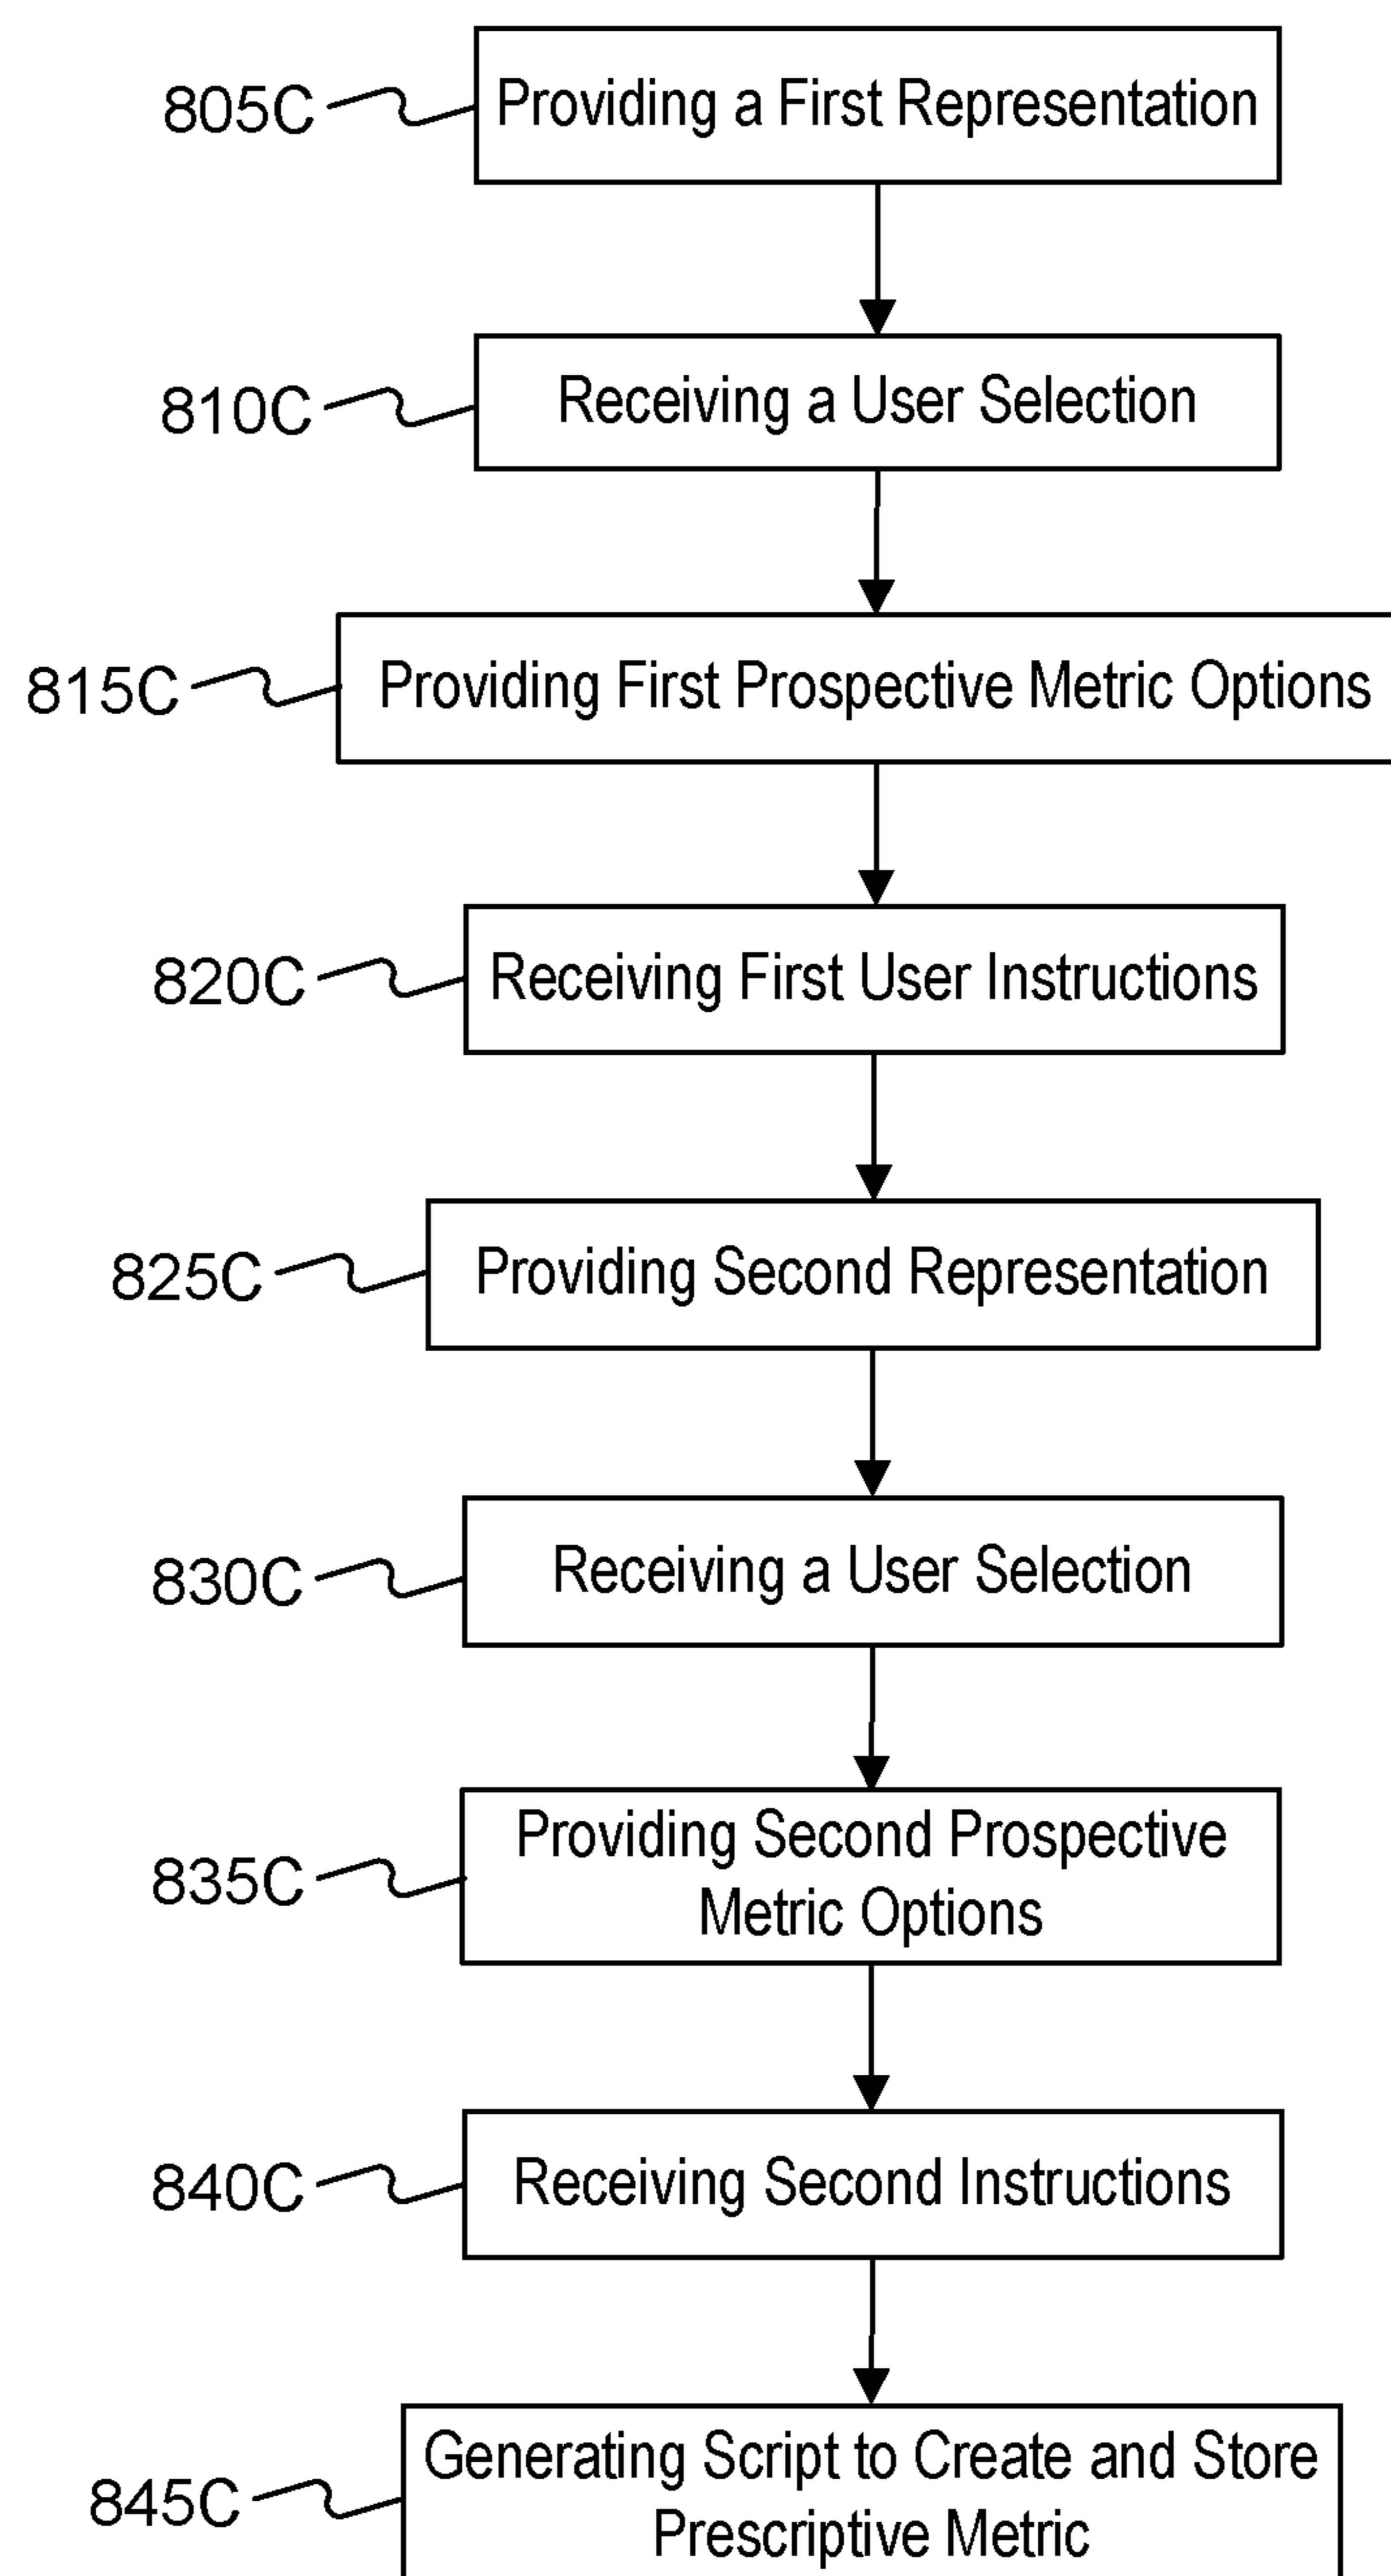 805C
Providing a First Representation
810C
Receiving a User Selection
815C
Providing First Prospective Metric Options
820C
Receiving First User Instructions
825C
Providing Second Representation
830C
Receiving a User Selection
835C
Providing Second Prospective
Metric Options
840C
Receiving Second Instructions
845C
Generating Script to Create and Store
Prescriptive Metric